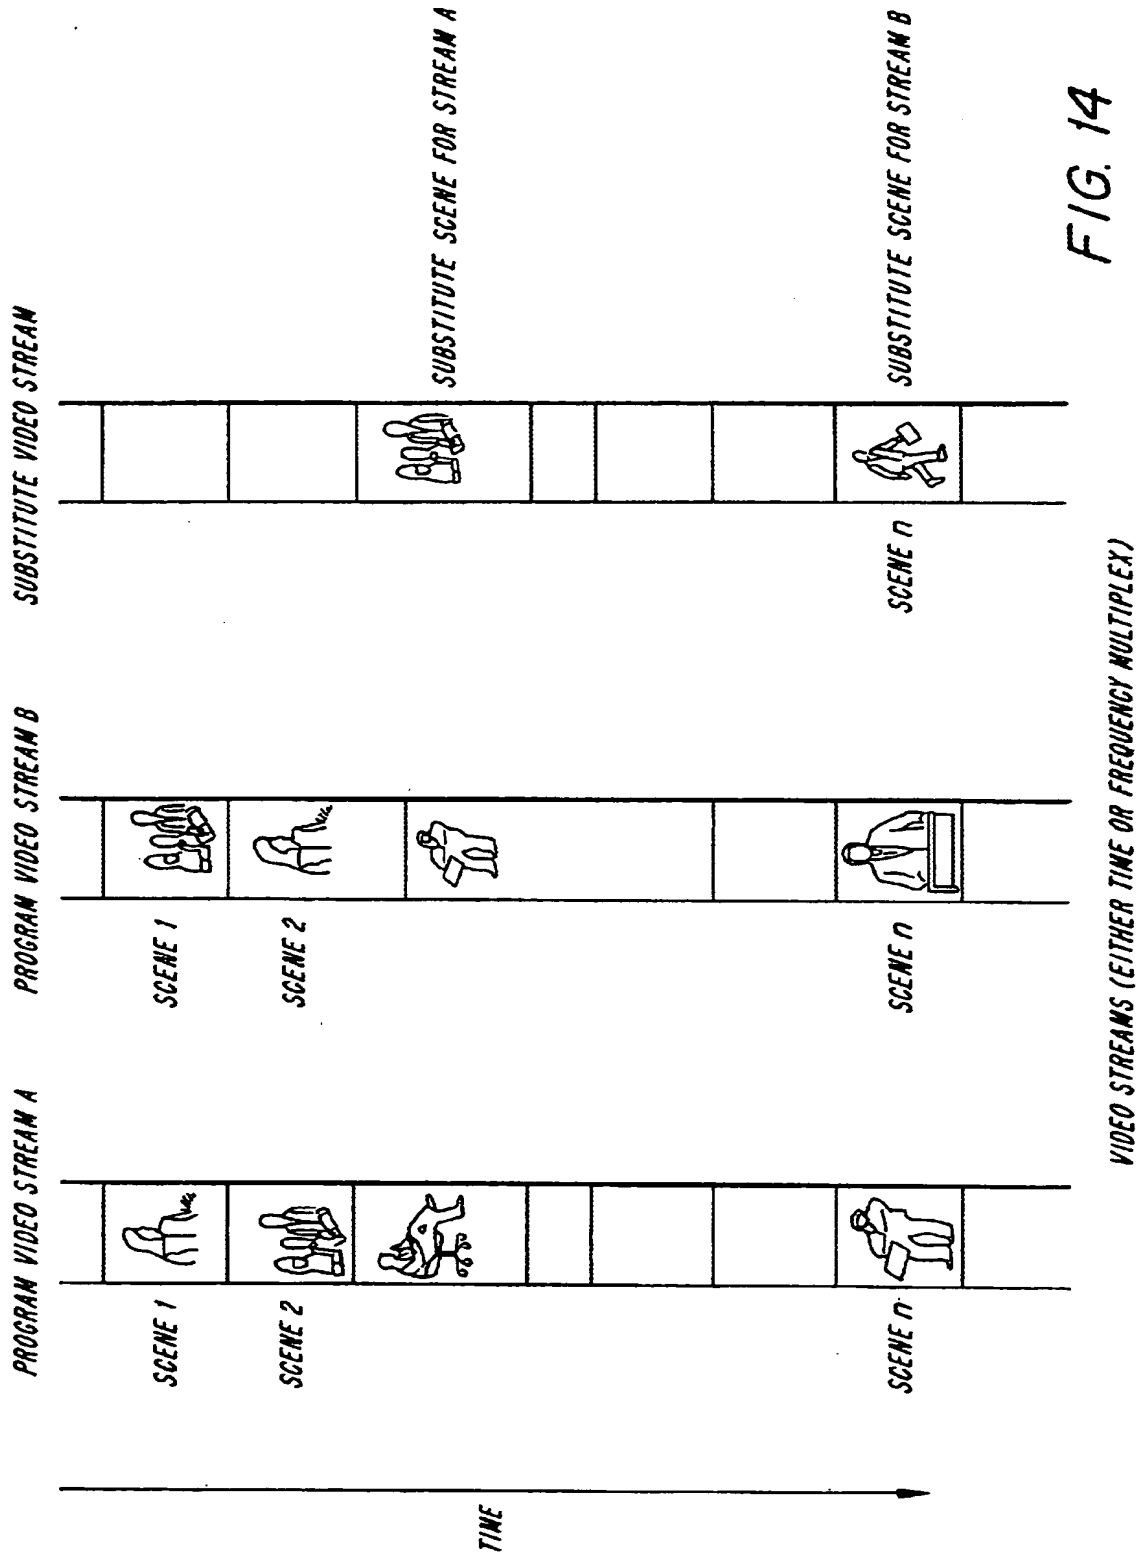 PROGRAM VIDEO STREAM A
PROGRAM VIDEO STREAM B
SUBSTITUTE VIDEO STREAM
SCENE 1
SCENE 1
SCENE 2
SCENE 2
SUBSTITUTE SCENE FOR STREAM A
TIME
SCENE n
SCENE n
SCENE n
SUBSTITUTE SCENE FOR STREAM B
VIDEO STREAMS (EITHER TIME OR FREQUENCY MULTIPLEX)
FIG. 14